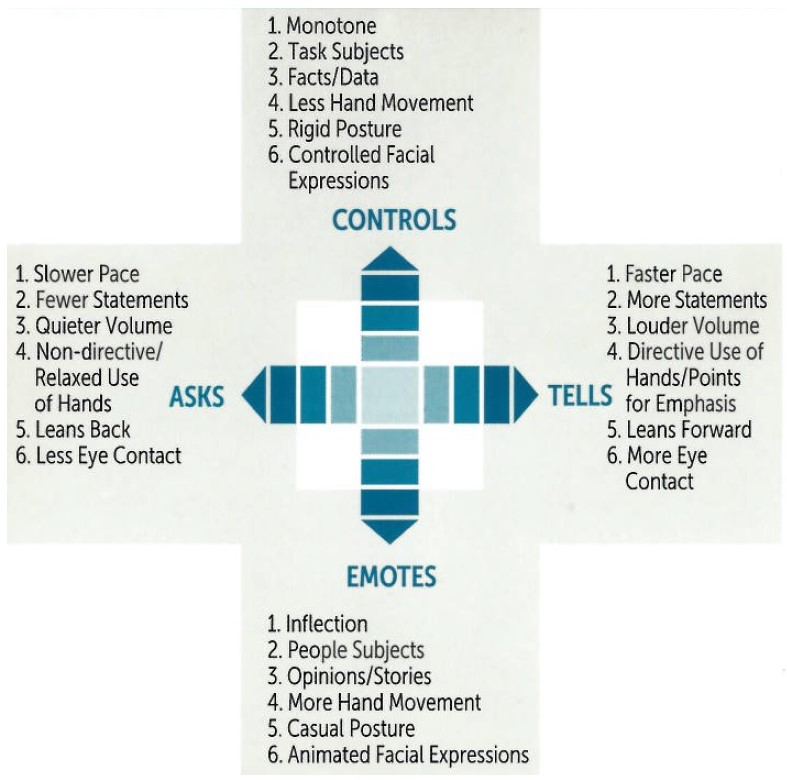 1. Monotone
2. Task Subjects
3. Facts/Data
4. Less Hand Movement
5. Rigid Posture
6. Controlled Facial
Expressions
CONTROLS
1. Slower Pace
2. Fewer Statements
3. Quieter Volume
4. Non-directive/
Relaxed Use
of Hands
5. Leans Back
6. Less Eye Contact
ASKS
TELLS
1. Faster Pace
2. More Statements
3. Louder Volume
4. Directive Use of
Hands/Points
for Emphasis
5. Leans Forward
6. More Eye
Contact
EMOTES
1. Inflection
2. People Subjects
3. Opinions/Stories
4. More Hand Movement
5. Casual Posture
6. Animated Facial Expressions